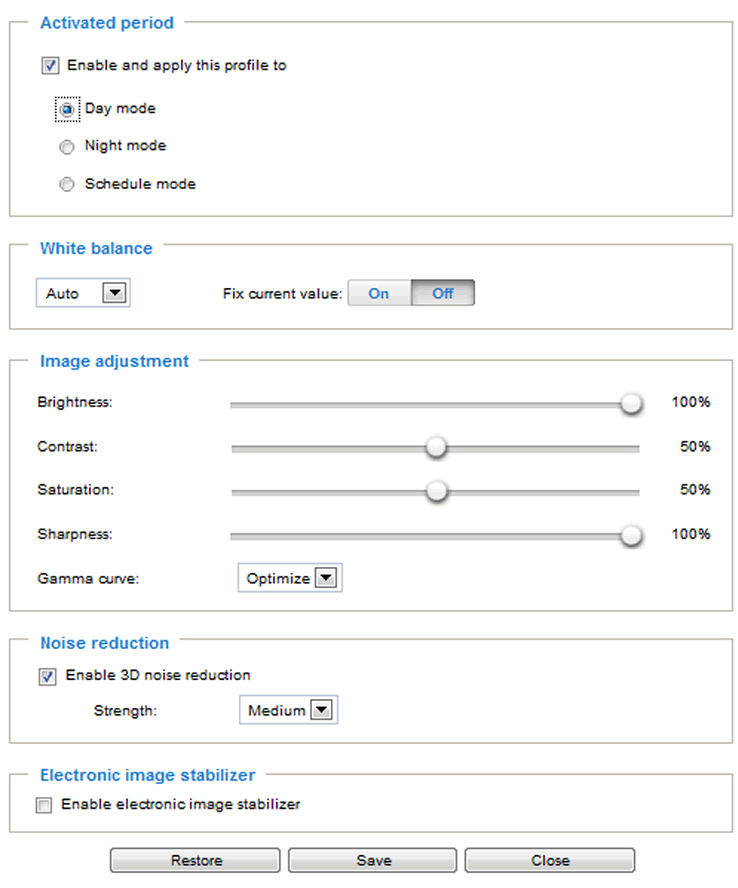 Activated period
Enable and apply this profile to
Day mode
Night mode
Schedule mode
White balance
Auto Fix current value: On Off
Image adjustment
Brightness: 100%
Contrast: 50%
Saturation: 50%
Sharpness: 100%
Gamma curve: Optimize
Noise reduction
Enable 3D noise reduction
Strength: Medium
Electronic image stabilizer
Enable electronic image stabilizer
Restore Save Close